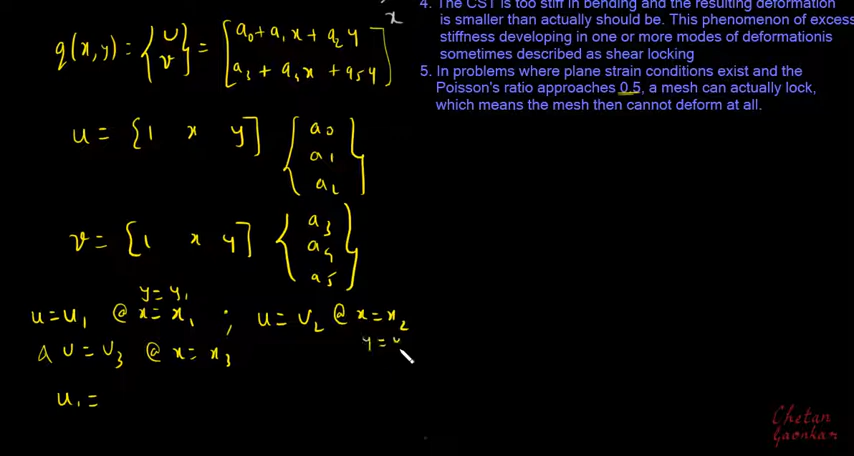 x
q(x,y) = { u v } = [ a0 + a1 x + a2 y
a3 + a4 x + a5 y ]
u = {1 x y] { a0 a1 a2 }
v = {1 x y] { a3 a4 a5 }
y = y1
u = u1 @ x = x1 ; u = u2 @ x = x2
u = u3 @ x = x3
y =
u1 =
4. The CST is too stiff in bending and the resulting deformation
is smaller than actually should be. This phenomenon of excess
stiffness developing in one or more modes of deformationis
sometimes described as shear locking
5. In problems where plane strain conditions exist and the
Poisson's ratio approaches 0.5, a mesh can actually lock,
which means the mesh then cannot deform at all.
Chetan
Gaonkar